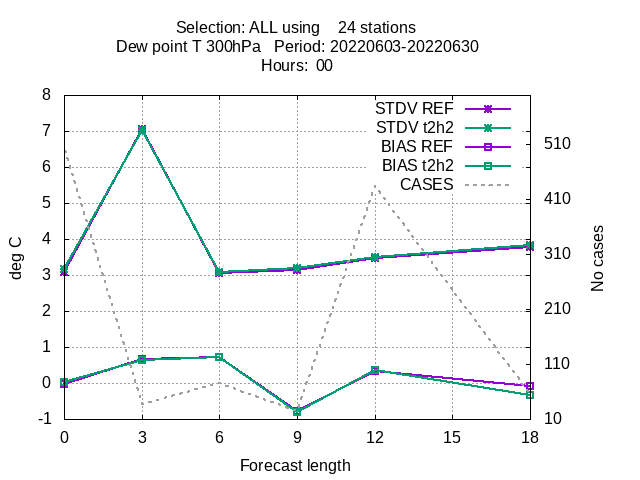 Selection: ALL using    24 stations
Dew point T 300hPa   Period: 20220603-20220630
Hours:  00
STDV REF
STDV t2h2
BIAS REF
BIAS t2h2
CASES
8
7
6
5
4
3
2
1
0
-1
deg C
510
410
310
210
110
10
No cases
0 3 6 9 12 15 18
Forecast length